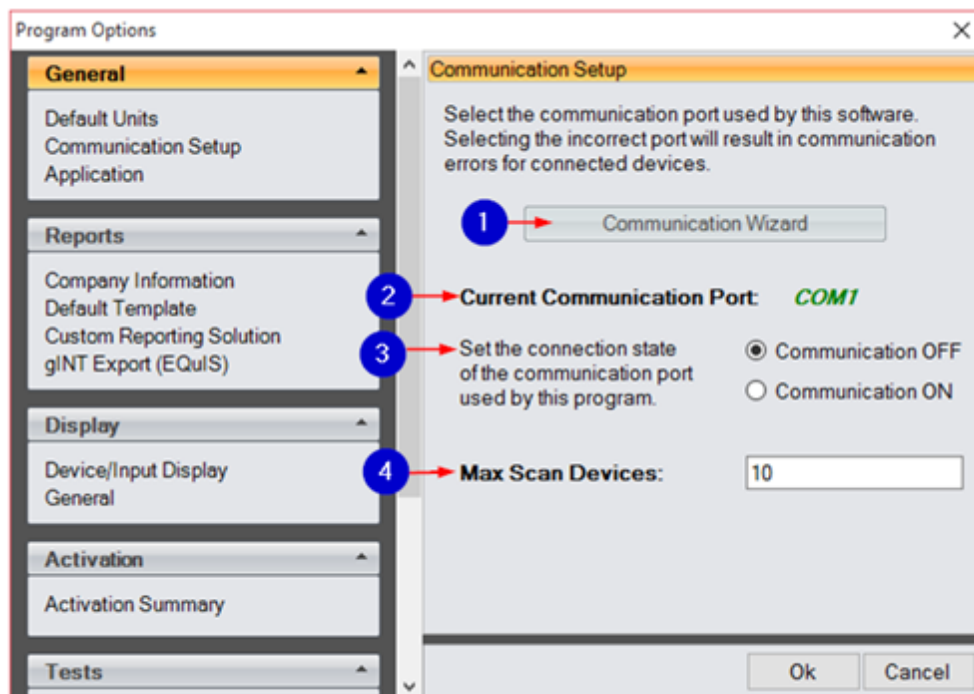 Program Options
General
Default Units
Communication Setup
Application
Reports
Company Information
Default Template
Custom Reporting Solution
gINT Export (EQuIS)
Display
Device/Input Display
General
Activation
Activation Summary
Tests
Communication Setup
Select the communication port used by this software.
Selecting the incorrect port will result in communication
errors for connected devices.
1
Communication Wizard
2
Current Communication Port: COM1
3
Set the connection state
of the communication port
used by this program.
Communication OFF
Communication ON
4
Max Scan Devices: 10
Ok
Cancel